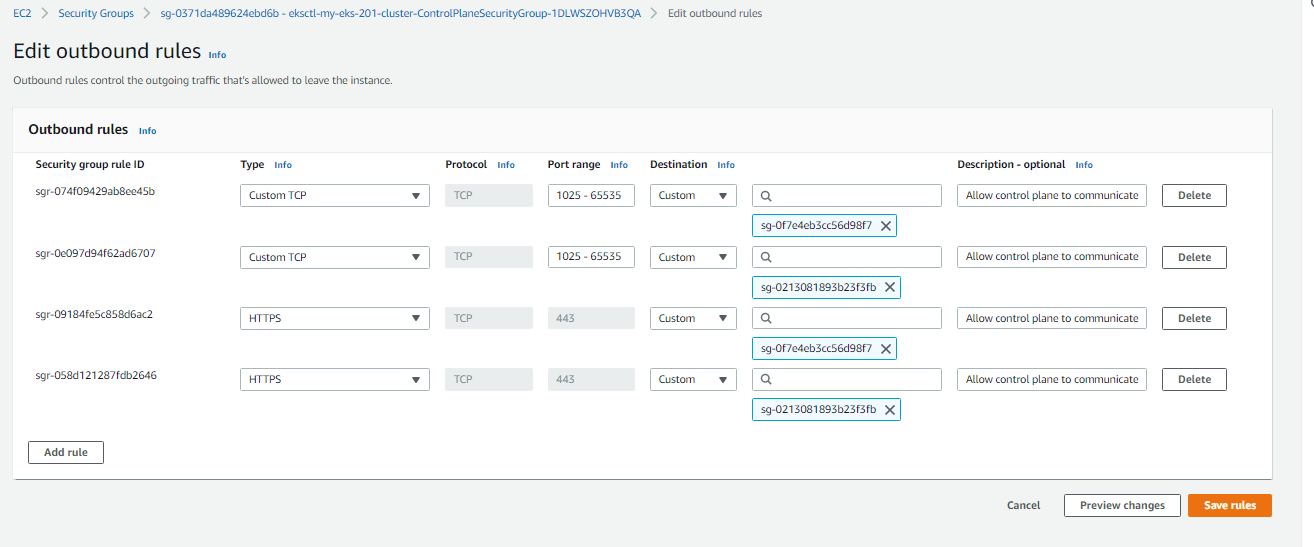 EC2 > Security Groups > sg-0371da489624ebd6b - eksctl-my-eks-201-cluster-ControlPlaneSecurityGroup-1DLWSZOHVB3QA > Edit outbound rules
Edit outbound rules Info
Outbound rules control the outgoing traffic that's allowed to leave the instance.
Outbound rules Info
Security group rule ID Type Info Protocol Info Port range Info Destination Info Description - optional Info
sgr-074f09429ab8ee45b Custom TCP TCP 1025 - 65535 Custom Allow control plane to communicate Delete
sg-0f7e4eb3cc56d98f7
sgr-0e097d94f62ad6707 Custom TCP TCP 1025 - 65535 Custom Allow control plane to communicate Delete
sg-0213081893b23f3fb
sgr-09184fe5c858d6ac2 HTTPS TCP 443 Custom Allow control plane to communicate Delete
sg-0f7e4eb3cc56d98f7
sgr-058d121287fdb2646 HTTPS TCP 443 Custom Allow control plane to communicate Delete
sg-0213081893b23f3fb
Add rule
Cancel Preview changes Save rules